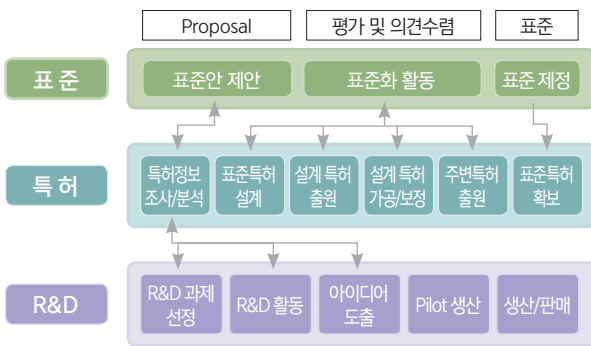 Proposal
평가 및 의견수렴
표준
표 준
표준안 제안
표준화 활동
표준 제정
특 허
특허정보
조사/분석
표준특허
설계
설계 특허
출원
설계 특허
가공/보정
주변특허
출원
표준특허
확보
R&D
R&D 과제
선정
R&D 활동
아이디어
도출
Pilot 생산
생산/판매